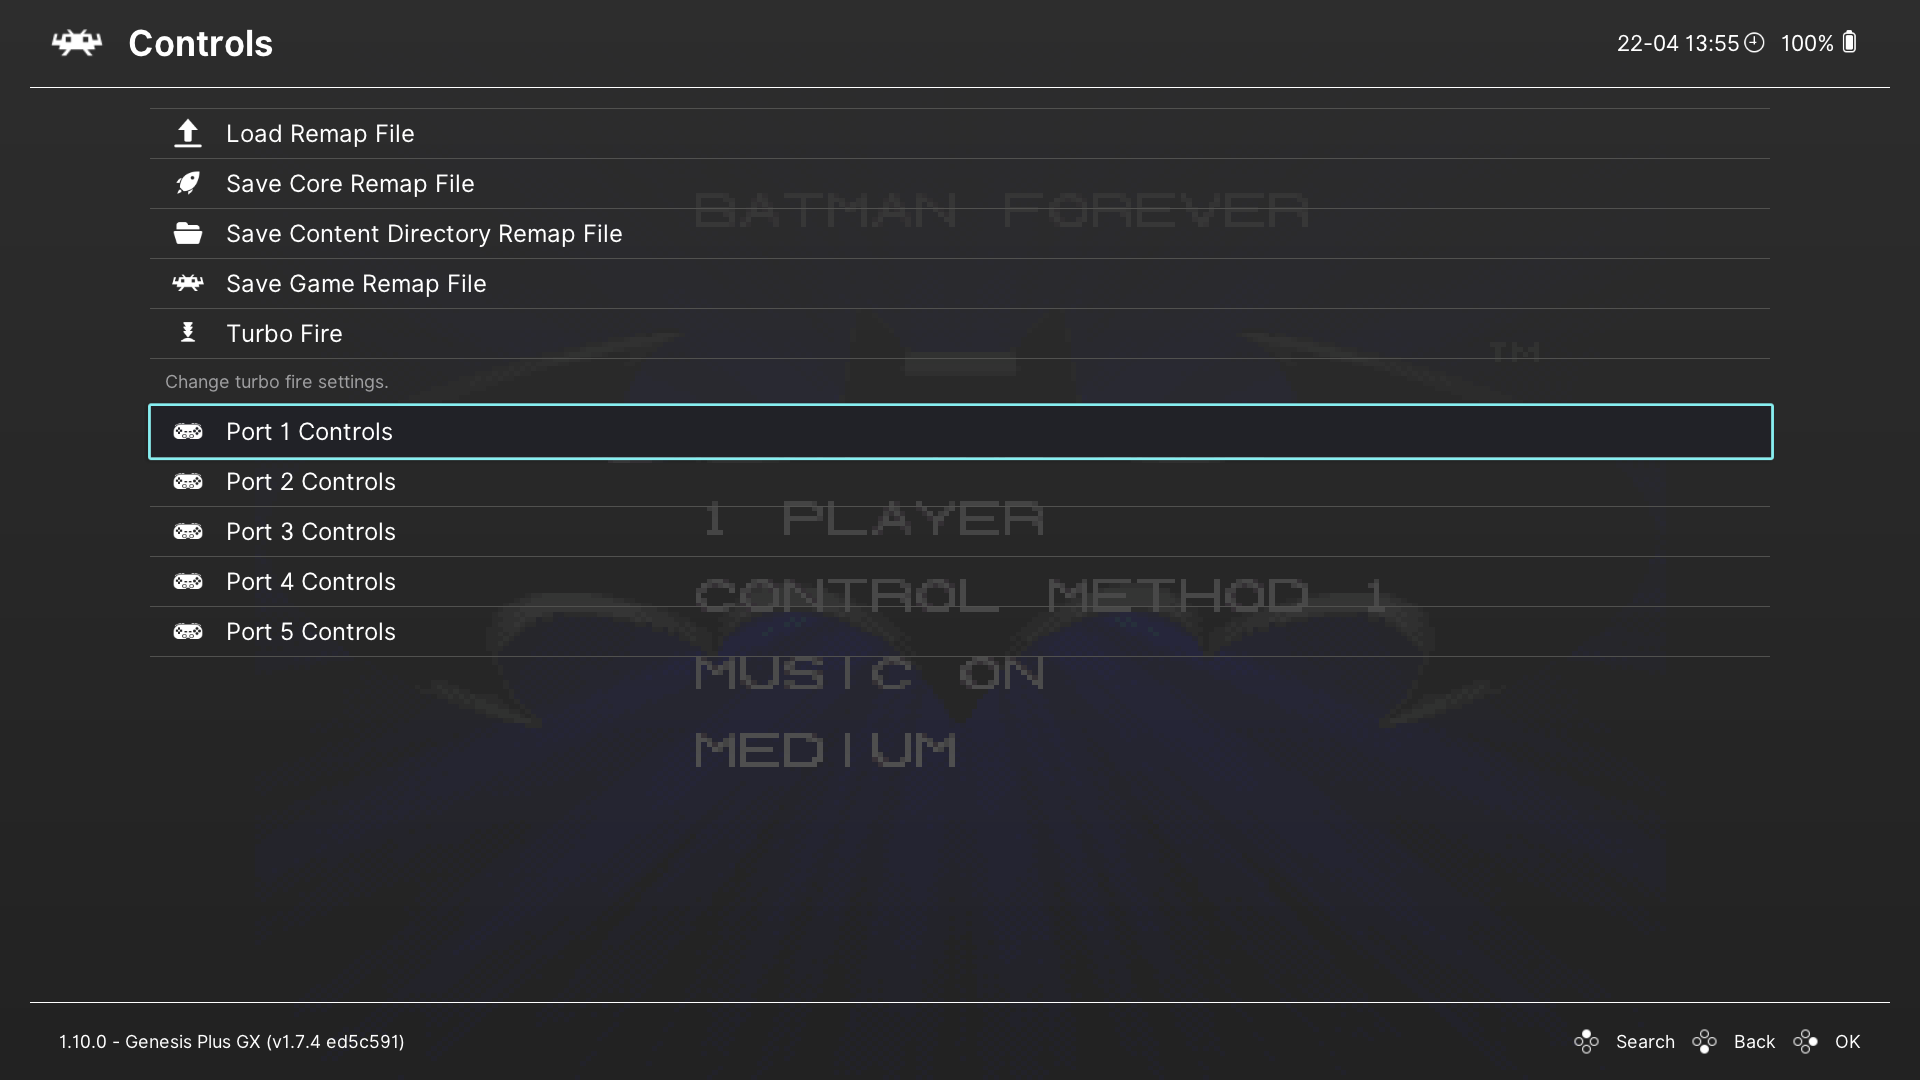 Controls
22-04 13:55 100%
Load Remap File
Save Core Remap File
BATMAN FOREVER
Save Content Directory Remap File
Save Game Remap File
Turbo Fire
TM
Change turbo fire settings.
Port 1 Controls
Port 2 Controls
1 PLAYER
Port 3 Controls
Port 4 Controls
CONTROL METHOD 1
Port 5 Controls
MUSIC ON
MEDIUM
1.10.0 - Genesis Plus GX (v1.7.4 ed5c591)
Search Back OK